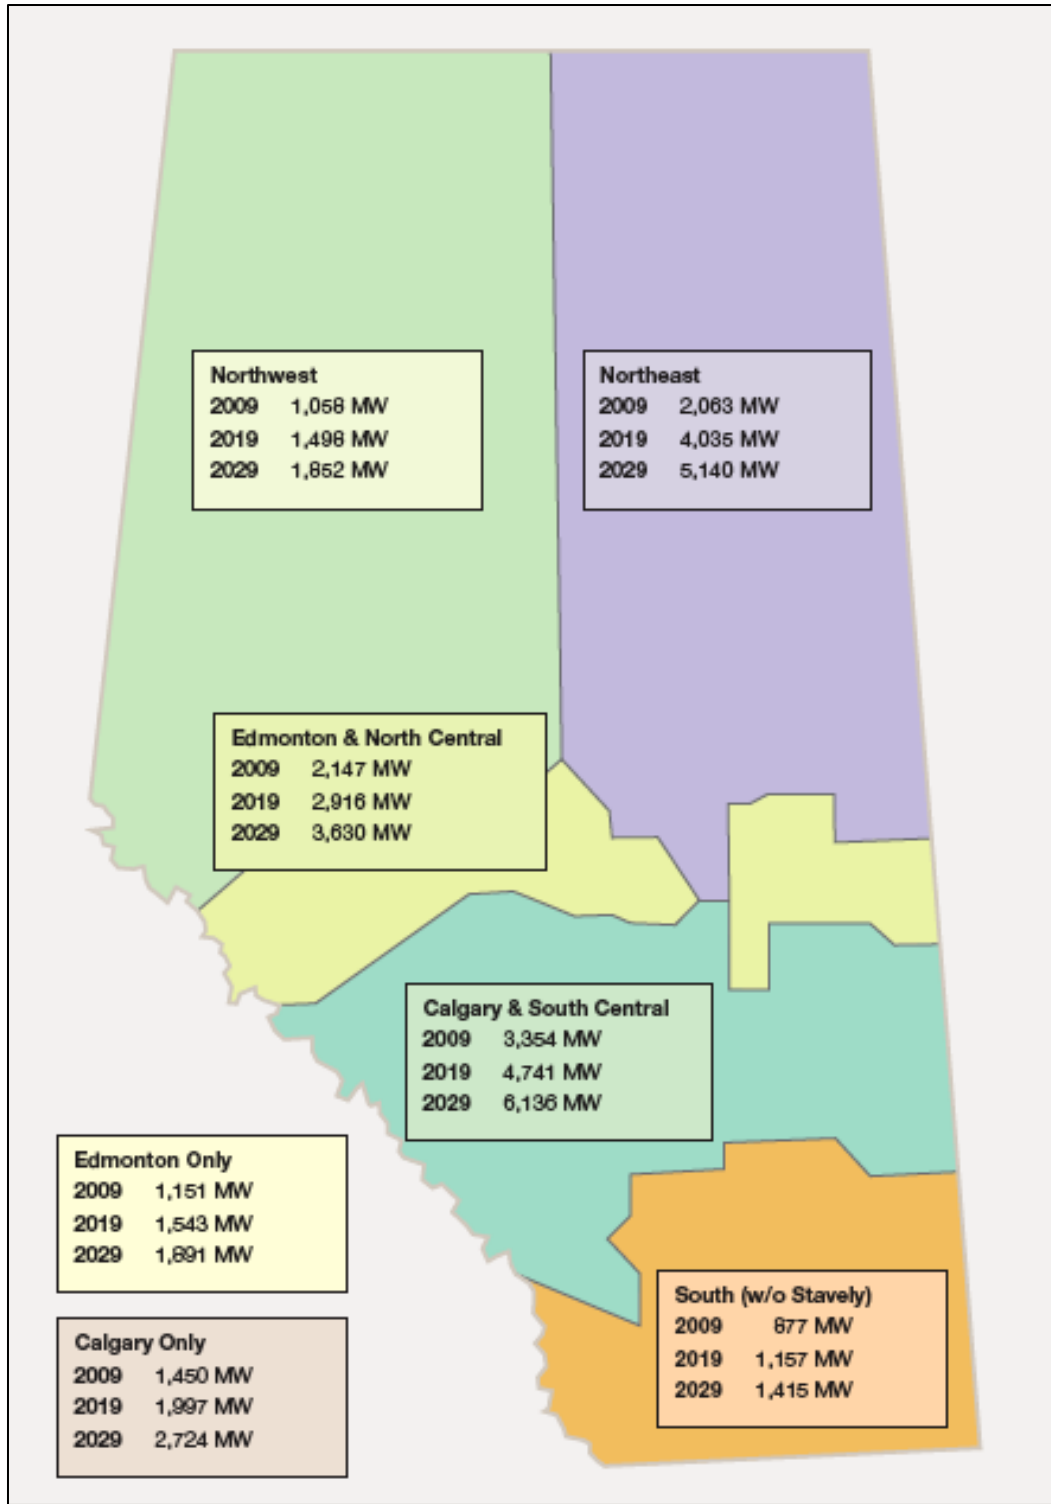 Northwest
2009 1,058 MW
2019 1,498 MW
2029 1,852 MW
Northeast
2009 2,063 MW
2019 4,035 MW
2029 5,140 MW
Edmonton & North Central
2009 2,147 MW
2019 2,916 MW
2029 3,630 MW
Calgary & South Central
2009 3,354 MW
2019 4,741 MW
2029 6,136 MW
Edmonton Only
2009 1,151 MW
2019 1,543 MW
2029 1,891 MW
South (w/o Stavely)
2009 877 MW
2019 1,157 MW
2029 1,415 MW
Calgary Only
2009 1,450 MW
2019 1,997 MW
2029 2,724 MW